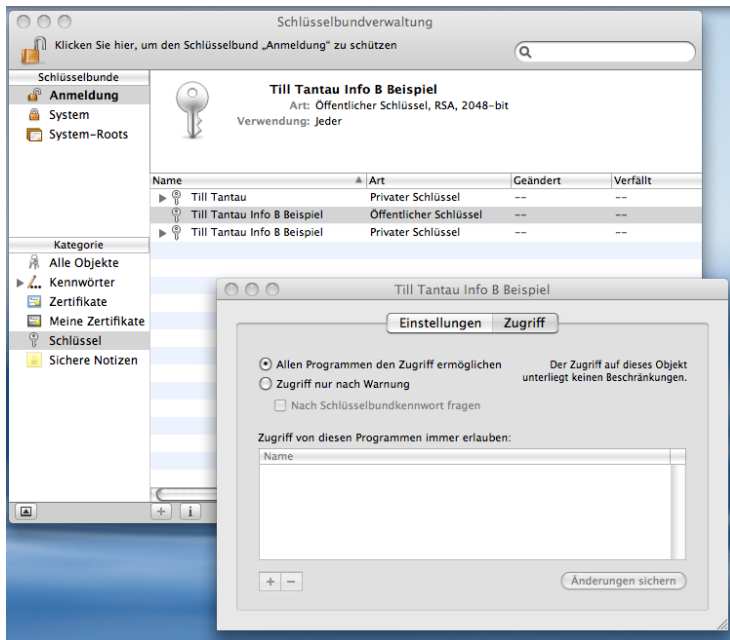 Schlüsselbundverwaltung
Klicken Sie hier, um den Schlüsselbund „Anmeldung“ zu schützen
Schlüsselbunde
Anmeldung
System
System-Roots
Till Tantau Info B Beispiel
Art: Öffentlicher Schlüssel, RSA, 2048-bit
Verwendung: Jeder
Name Art Geändert Verfällt
Till Tantau Privater Schlüssel -- --
Till Tantau Info B Beispiel Öffentlicher Schlüssel -- --
Till Tantau Info B Beispiel Privater Schlüssel -- --
Kategorie
Alle Objekte
Kennwörter
Zertifikate
Meine Zertifikate
Schlüssel
Sichere Notizen
Till Tantau Info B Beispiel
Einstellungen Zugriff
Allen Programmen den Zugriff ermöglichen
Zugriff nur nach Warnung
Nach Schlüsselbundkennwort fragen
Der Zugriff auf dieses Objekt
unterliegt keinen Beschränkungen.
Zugriff von diesen Programmen immer erlauben:
Name
Änderungen sichern